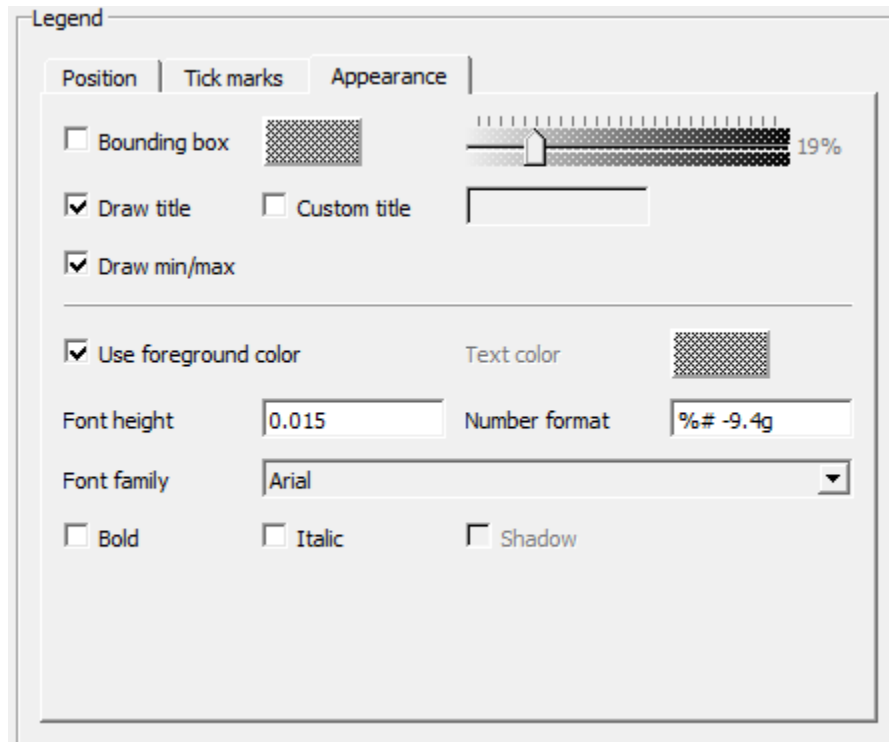 Legend
Position Tick marks Appearance
Bounding box 19%
Draw title Custom title
Draw min/max
Use foreground color Text color
Font height 0.015 Number format %# -9.4g
Font family Arial
Bold Italic Shadow